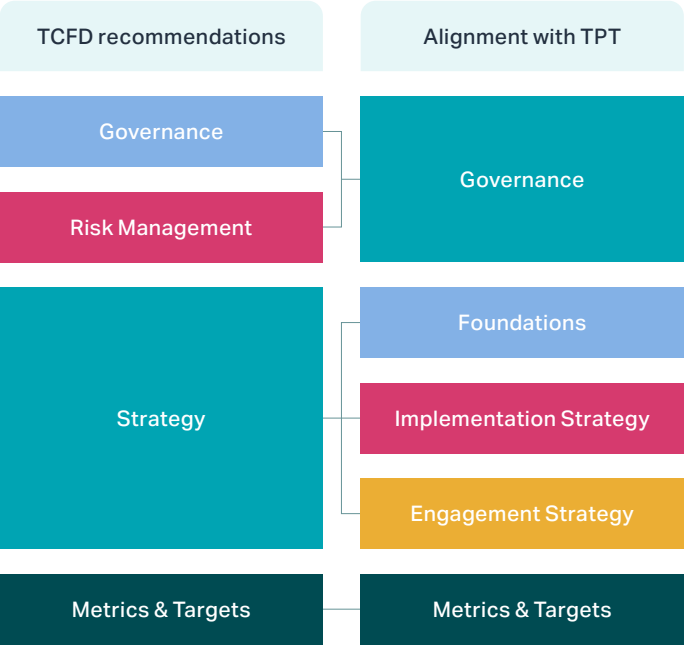 TCFD recommendations
Alignment with TPT
Governance
Risk Management
Governance
Strategy
Foundations
Implementation Strategy
Engagement Strategy
Metrics & Targets
Metrics & Targets